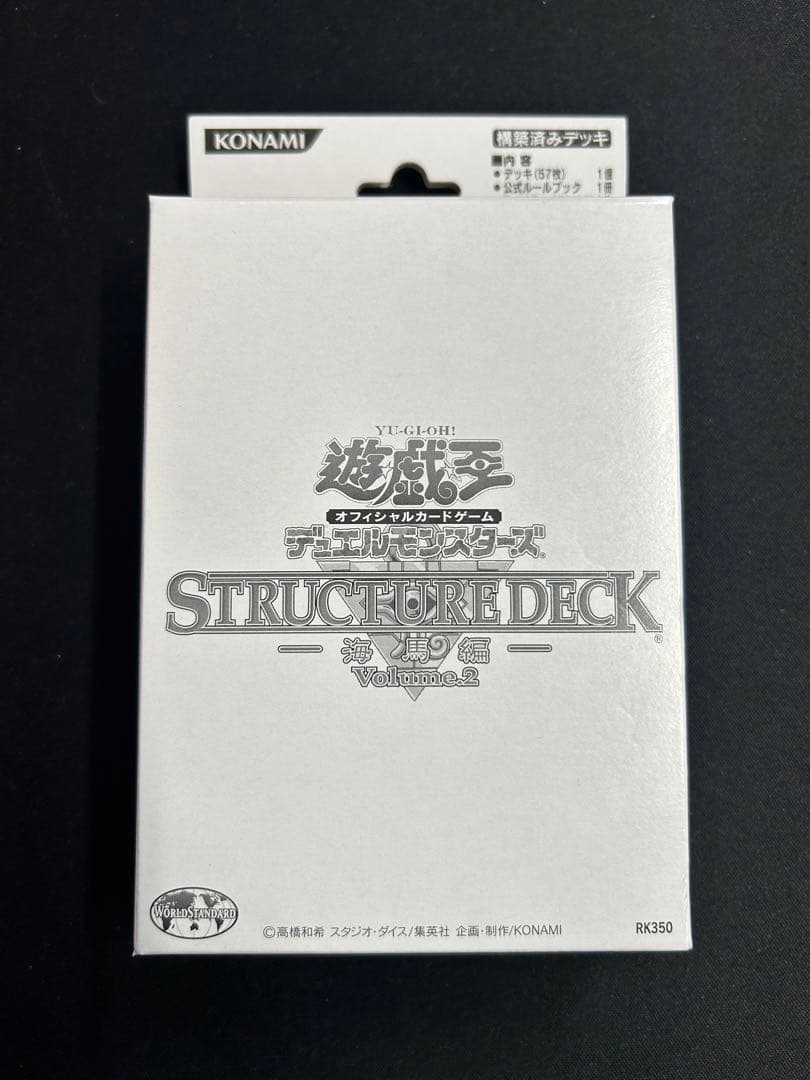 KONAMI
構築済みデッキ
■内 容
●デッキ(57枚) 1個
●公式ルールブック 1冊
YU-GI-OH!
遊戯王
オフィシャルカードゲーム
デュエルモンスターズ®
STRUCTURE DECK®
― 海馬編 ―
Volume.2
WORLD STANDARD
©高橋和希 スタジオ・ダイス/集英社 企画・制作/KONAMI
RK350